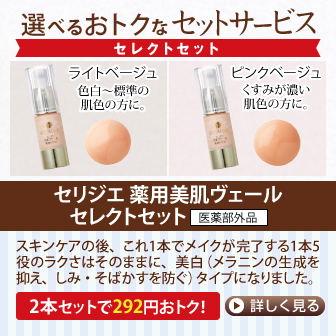 選べるおトクなセットサービス
セレクトセット
ライトベージュ
色白～標準の
肌色の方に。
ピンクベージュ
くすみが濃い
肌色の方に。
セリジエ 薬用美肌ヴェール
セレクトセット 医薬部外品
スキンケアの後、これ1本でメイクが完了する1本5
役のラクさはそのままに、美白（メラニンの生成を
抑え、しみ・そばかすを防ぐ）タイプになりました。
2本セットで292円おトク!
詳しく見る